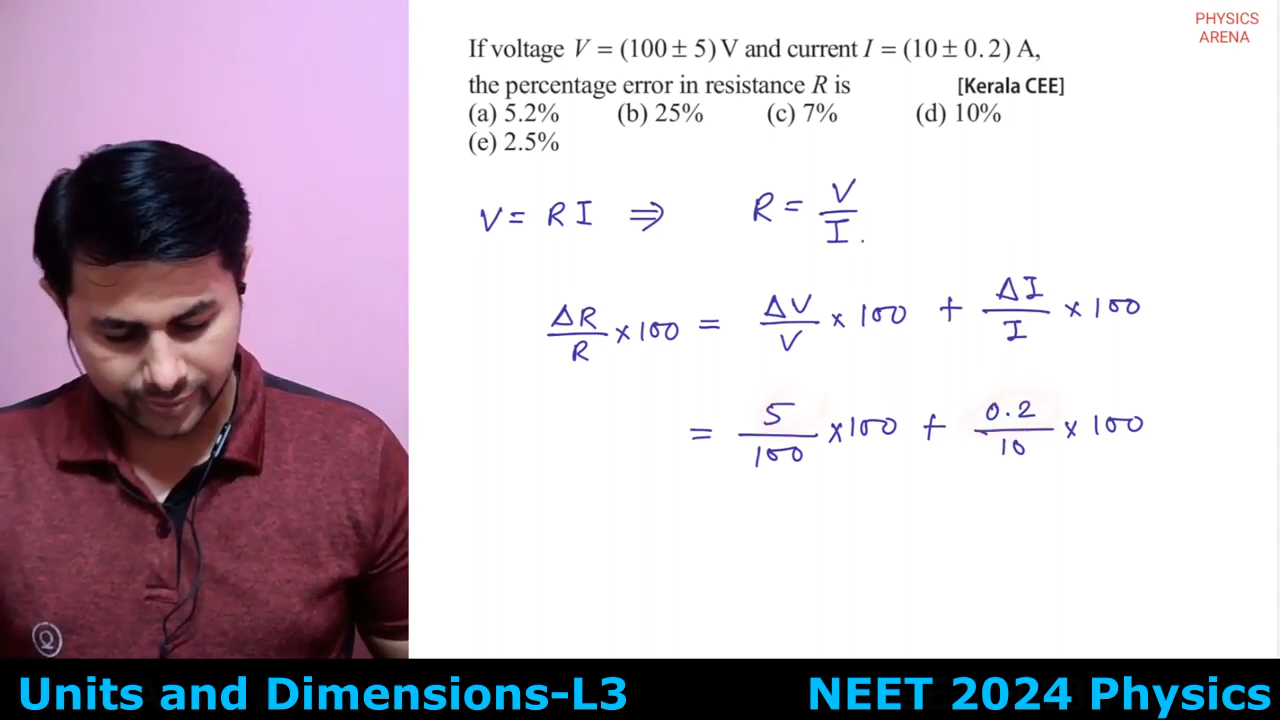 PHYSICS
ARENA
If voltage V = (100 ± 5) V and current I = (10 ± 0.2) A,
the percentage error in resistance R is [Kerala CEE]
(a) 5.2% (b) 25% (c) 7% (d) 10%
(e) 2.5%
V = R I ⇒ R = V/I.
ΔR/R × 100 = ΔV/V × 100 + ΔI/I × 100
= 5/100 × 100 + 0.2/10 × 100
Units and Dimensions-L3 NEET 2024 Physics